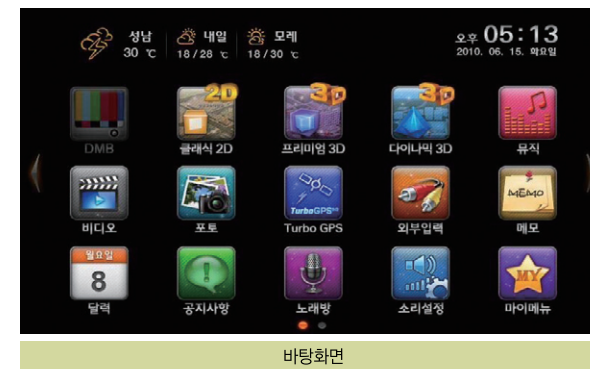 성남 내일 모레
30 ℃ 18 / 28 ℃ 18 / 30 ℃
오후 05:13
2010. 06. 15. 화요일
2D 3D 3D
DMB 클래식 2D 프리미엄 3D 다이나믹 3D 뮤직
TurboGPS MEMO
비디오 포토 Turbo GPS 외부입력 메모
월요일
8 MY
달력 공지사항 노래방 소리설정 마이메뉴
바탕화면